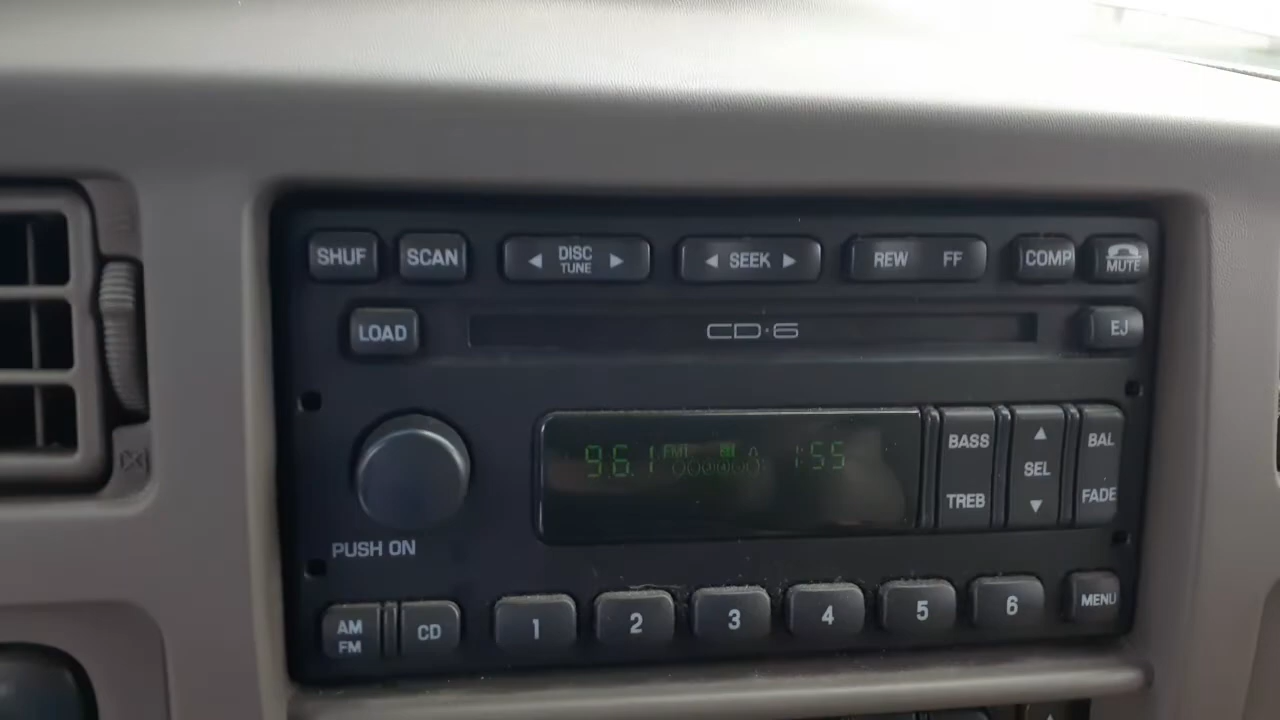 SHUF SCAN ◀ DISC TUNE ▶ ◀ SEEK ▶ REW FF COMP MUTE
LOAD CD·6 EJ
96.1 FM1 1:55
BASS ▲ BAL
SEL
TREB ▼ FADE
PUSH ON
AM FM CD 1 2 3 4 5 6 MENU